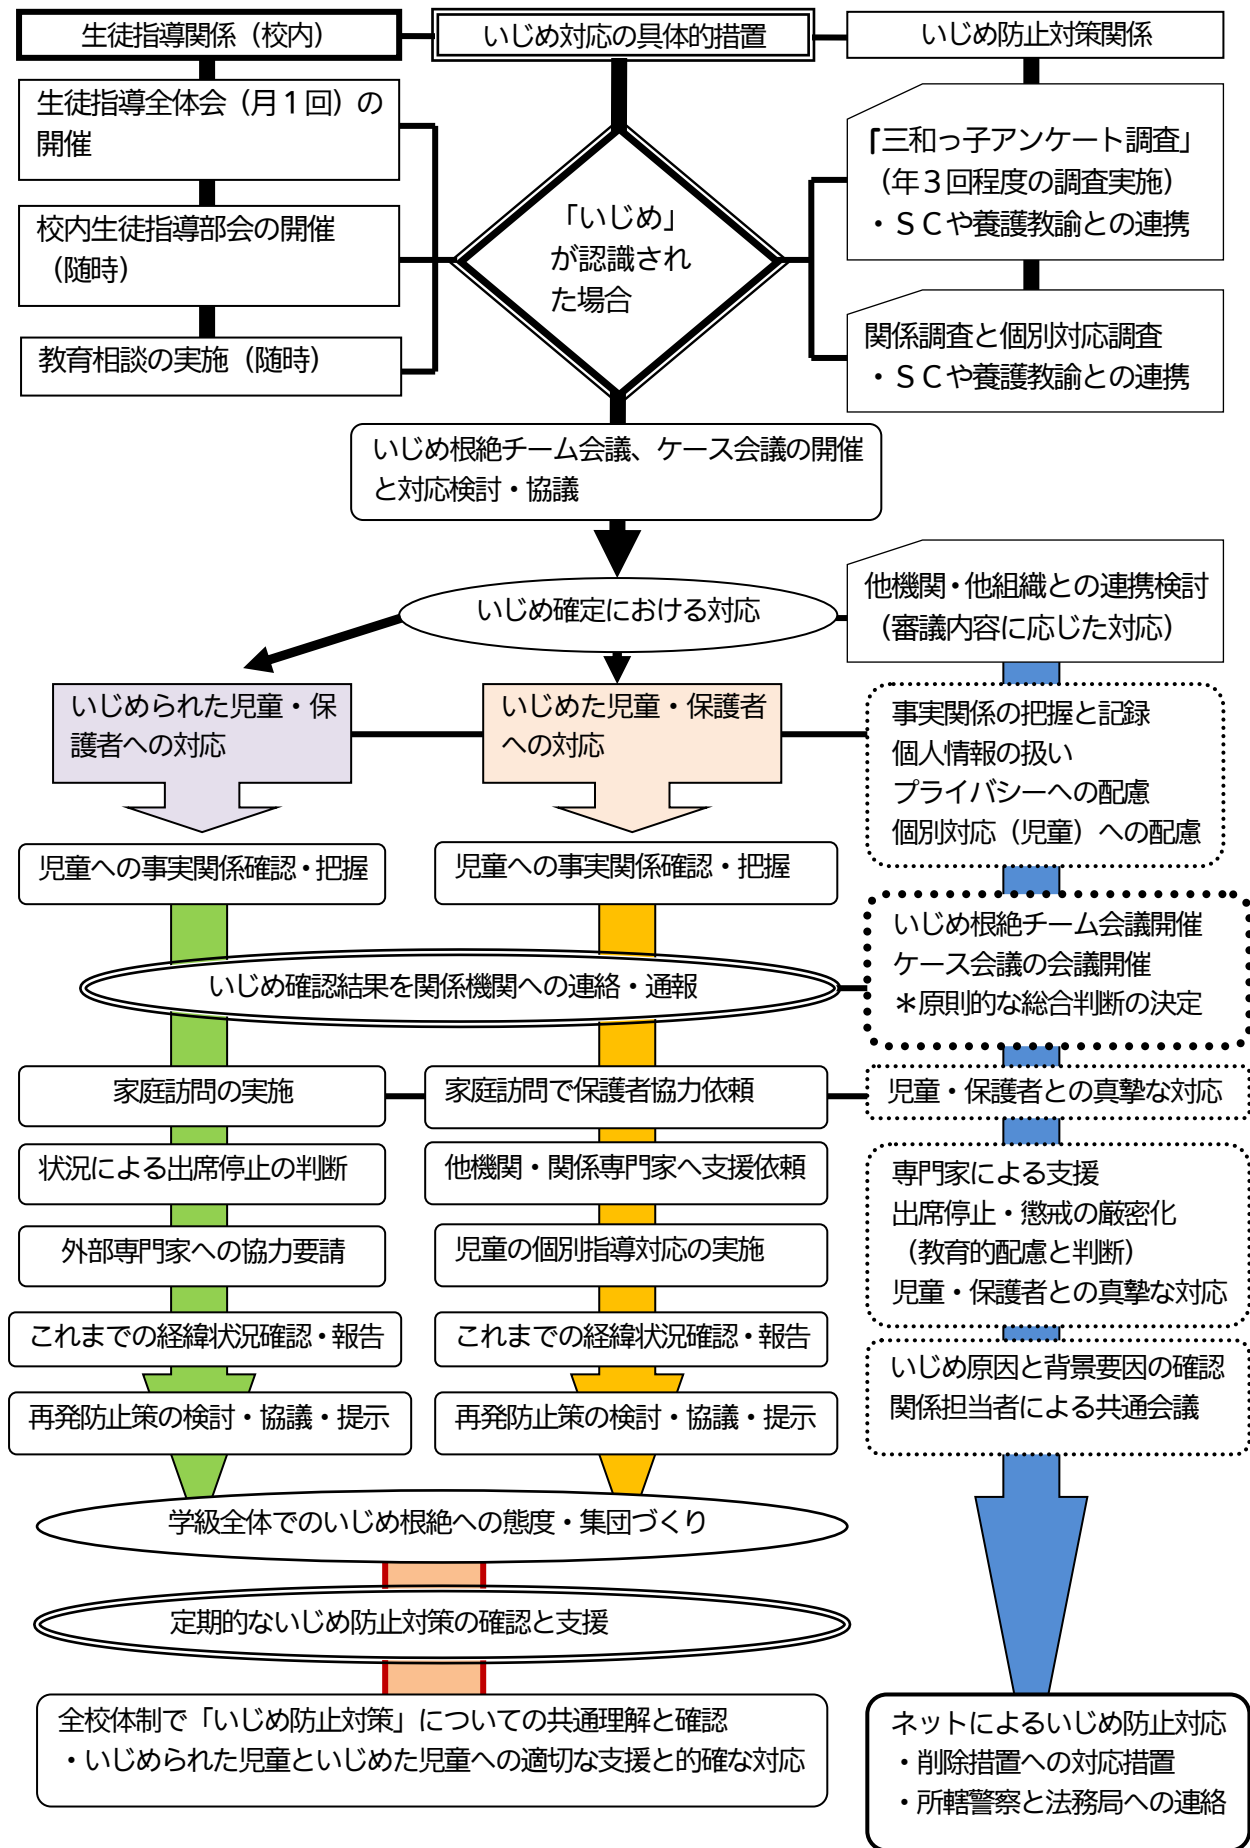 生徒指導関係（校内）
いじめ対応の具体的措置
いじめ防止対策関係
生徒指導全体会（月１回）の
開催
校内生徒指導部会の開催
（随時）
教育相談の実施（随時）
「いじめ」
が認識され
た場合
「三和っ子アンケート調査」
（年３回程度の調査実施）
・ＳＣや養護教諭との連携
関係調査と個別対応調査
・ＳＣや養護教諭との連携
いじめ根絶チーム会議、ケース会議の開催
と対応検討・協議
いじめ確定における対応
他機関・他組織との連携検討
（審議内容に応じた対応）
いじめられた児童・保
護者への対応
いじめた児童・保護者
への対応
事実関係の把握と記録
個人情報の扱い
プライバシーへの配慮
個別対応（児童）への配慮
児童への事実関係確認・把握
児童への事実関係確認・把握
いじめ根絶チーム会議開催
ケース会議の会議開催
＊原則的な総合判断の決定
いじめ確認結果を関係機関への連絡・通報
家庭訪問の実施
家庭訪問で保護者協力依頼
児童・保護者との真摯な対応
状況による出席停止の判断
他機関・関係専門家へ支援依頼
専門家による支援
出席停止・懲戒の厳密化
（教育的配慮と判断）
児童・保護者との真摯な対応
外部専門家への協力要請
児童の個別指導対応の実施
これまでの経緯状況確認・報告
これまでの経緯状況確認・報告
いじめ原因と背景要因の確認
関係担当者による共通会議
再発防止策の検討・協議・提示
再発防止策の検討・協議・提示
学級全体でのいじめ根絶への態度・集団づくり
定期的ないじめ防止対策の確認と支援
全校体制で「いじめ防止対策」についての共通理解と確認
・いじめられた児童といじめた児童への適切な支援と的確な対応
ネットによるいじめ防止対応
・削除措置への対応措置
・所轄警察と法務局への連絡